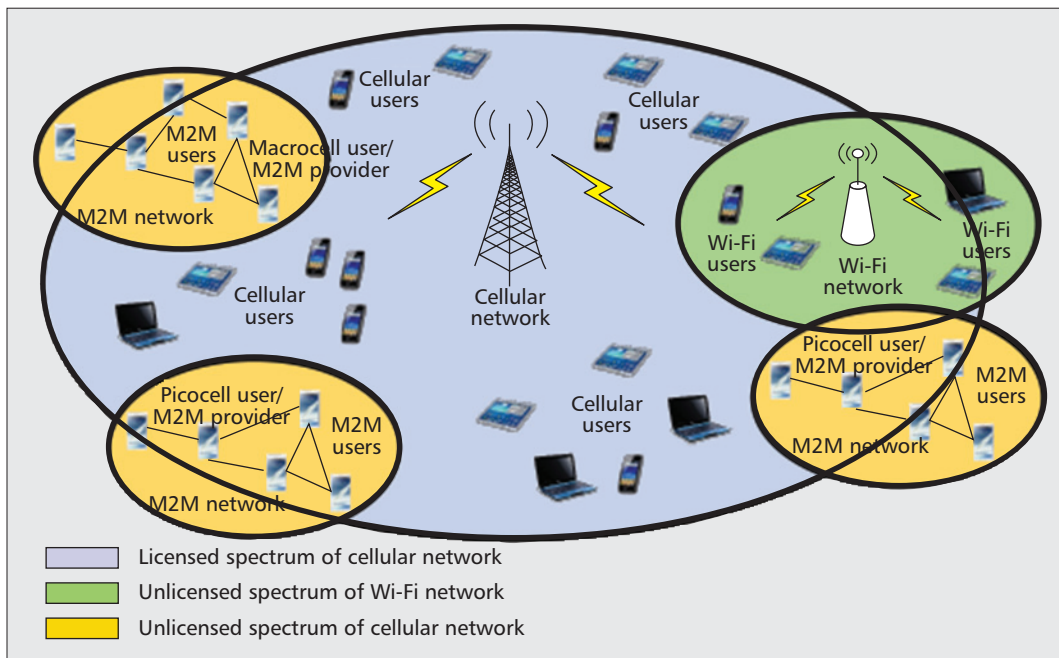 Cellular
users
Cellular
users
M2M
users
Macrocell user/
M2M provider
M2M network
Wi-Fi
users
Wi-Fi
network
Wi-Fi
users
Cellular
users
Cellular
network
Picocell user/
M2M provider
M2M
users
M2M network
Picocell user/
M2M provider
M2M
users
M2M network
Cellular
users
Licensed spectrum of cellular network
Unlicensed spectrum of Wi-Fi network
Unlicensed spectrum of cellular network